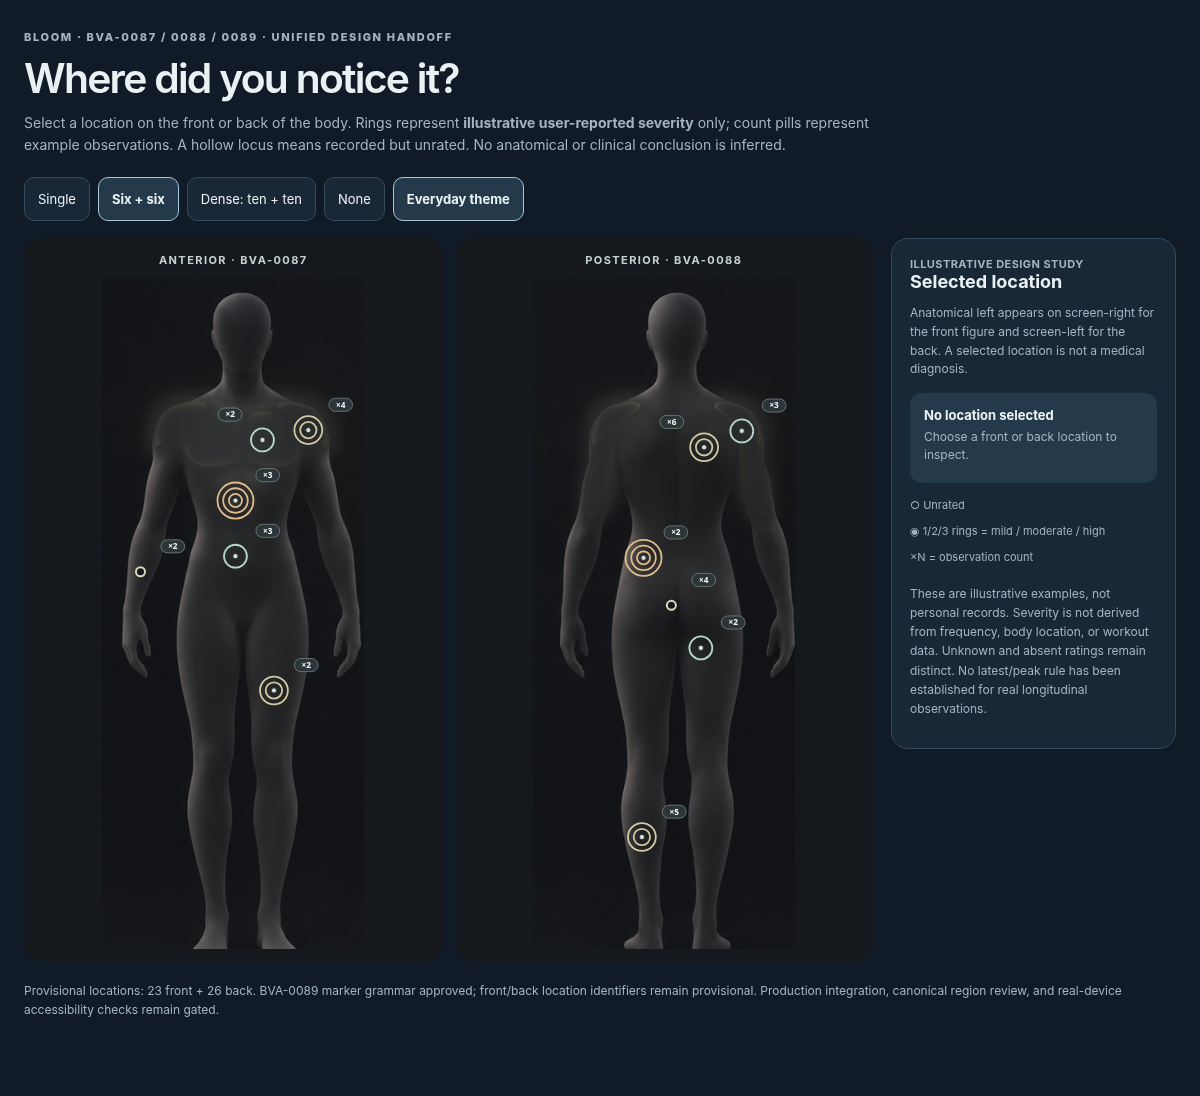 BLOOM · BVA-0087 / 0088 / 0089 · UNIFIED DESIGN HANDOFF
Where did you notice it?
Select a location on the front or back of the body. Rings represent illustrative user-reported severity only; count pills represent
example observations. A hollow locus means recorded but unrated. No anatomical or clinical conclusion is inferred.
Single
Six + six
Dense: ten + ten
None
Everyday theme
ANTERIOR · BVA-0087
×4
×2
×3
×3
×2
×2
POSTERIOR · BVA-0088
×3
×6
×2
×4
×2
×5
ILLUSTRATIVE DESIGN STUDY
Selected location
Anatomical left appears on screen-right for
the front figure and screen-left for the
back. A selected location is not a medical
diagnosis.
No location selected
Choose a front or back location to
inspect.
○ Unrated
◉ 1/2/3 rings = mild / moderate / high
×N = observation count
These are illustrative examples, not
personal records. Severity is not derived
from frequency, body location, or workout
data. Unknown and absent ratings remain
distinct. No latest/peak rule has been
established for real longitudinal
observations.
Provisional locations: 23 front + 26 back. BVA-0089 marker grammar approved; front/back location identifiers remain provisional. Production integration, canonical region review, and real-device
accessibility checks remain gated.